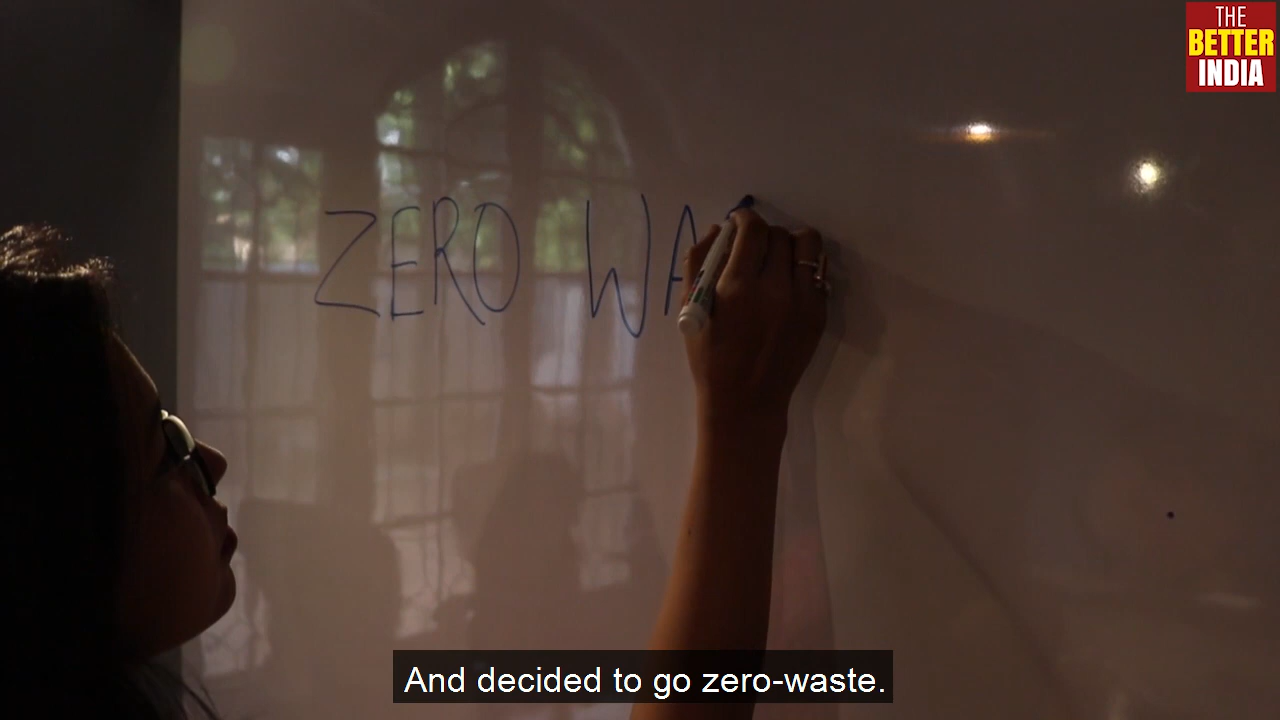 THE
BETTER
INDIA
ZERO WA
And decided to go zero-waste.